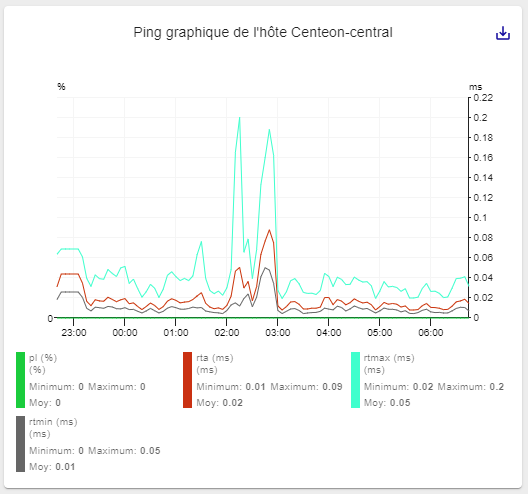 Ping graphique de l'hôte Centeon-central
% ms
0.22
0.2
0.18
0.16
0.14
0.12
0.1
0.08
0.06
0.04
0.02
0 0
23:00 00:00 01:00 02:00 03:00 04:00 05:00 06:00
pl (%) rta (ms) rtmax (ms)
(%) (ms) (ms)
Minimum: 0 Maximum: 0 Minimum: 0.01 Maximum: 0.09 Minimum: 0.02 Maximum: 0.2
Moy: 0 Moy: 0.02 Moy: 0.05
rtmin (ms)
(ms)
Minimum: 0 Maximum: 0.05
Moy: 0.01